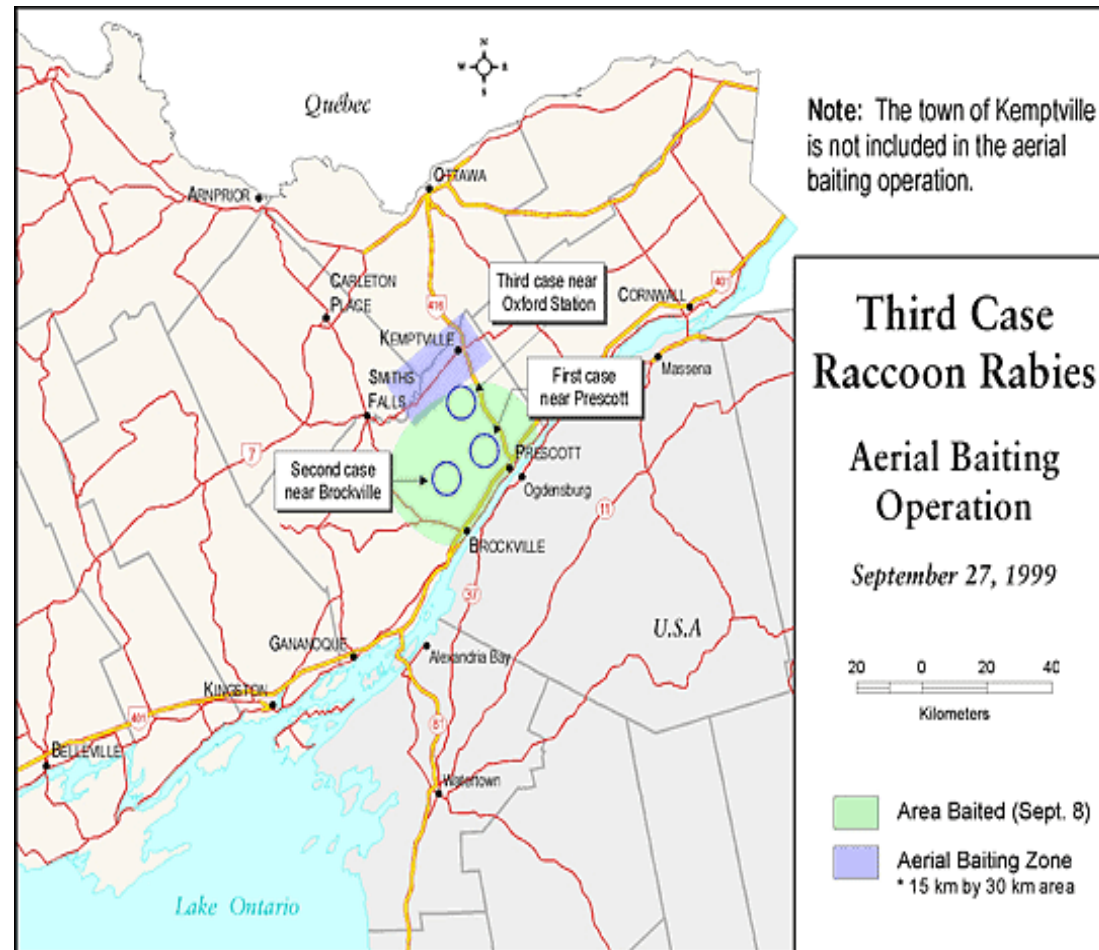 N
W
E
S
Québec
Note: The town of Kemptville
is not included in the aerial
baiting operation.
OTTAWA
ARNPRIOR
CARLETON
PLACE
Third case near
Oxford Station
416
CORNWALL
401
KEMPTVILLE
Massena
SMITHS
FALLS
First case
near Prescott
7
PRESCOTT
Second case
near Brockville
Ogdensburg
11
BROCKVILLE
37
U.S.A
GANANOQUE
Alexandria Bay
KINGSTON
401
81
BELLEVILLE
Watertown
Lake Ontario
Third Case
Raccoon Rabies
Aerial Baiting
Operation
September 27, 1999
20 0 20 40
Kilometers
Area Baited (Sept. 8)
Aerial Baiting Zone
* 15 km by 30 km area